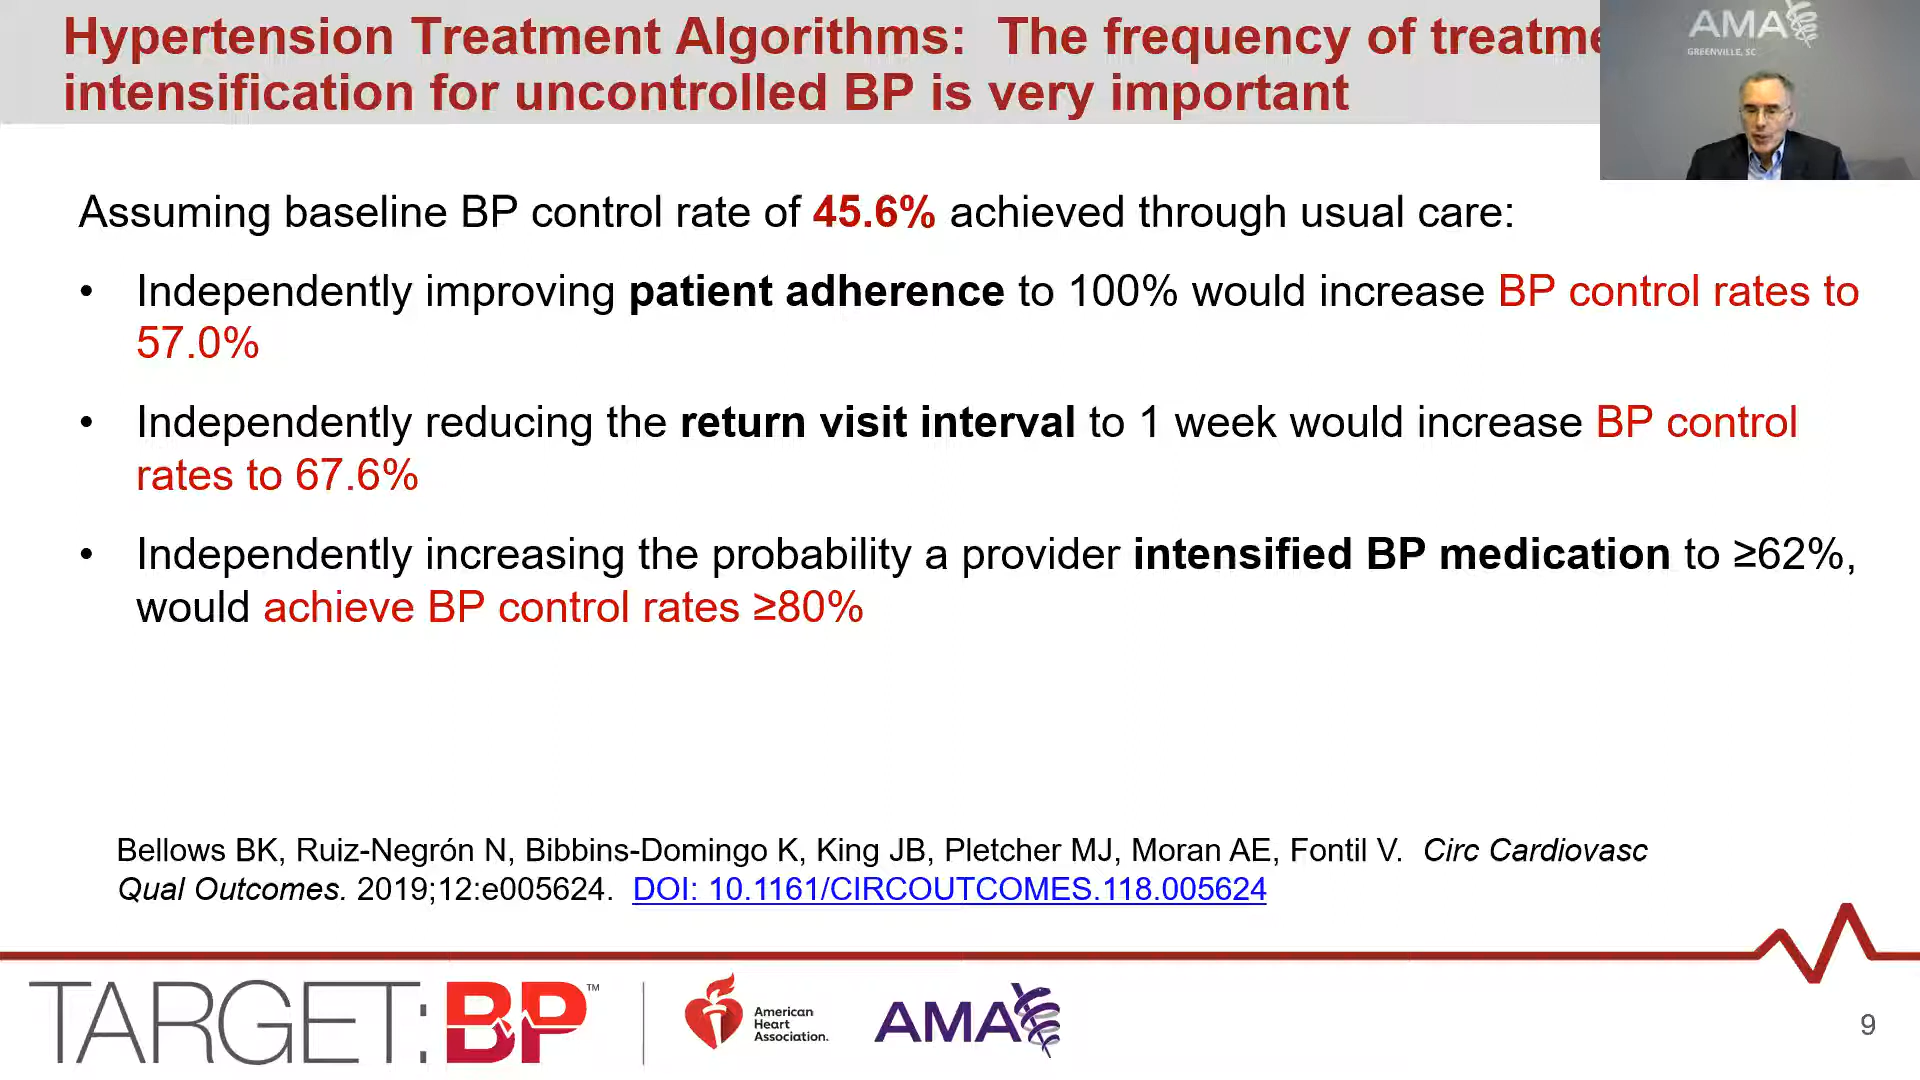 Hypertension Treatment Algorithms: The frequency of treatme
intensification for uncontrolled BP is very important
AMA
GREENVILLE, SC
Assuming baseline BP control rate of 45.6% achieved through usual care:
• Independently improving patient adherence to 100% would increase BP control rates to
57.0%
• Independently reducing the return visit interval to 1 week would increase BP control
rates to 67.6%
• Independently increasing the probability a provider intensified BP medication to ≥62%,
would achieve BP control rates ≥80%
Bellows BK, Ruiz-Negrón N, Bibbins-Domingo K, King JB, Pletcher MJ, Moran AE, Fontil V. Circ Cardiovasc
Qual Outcomes. 2019;12:e005624. DOI: 10.1161/CIRCOUTCOMES.118.005624
TARGET:BP™
American
Heart
Association.
AMA
9